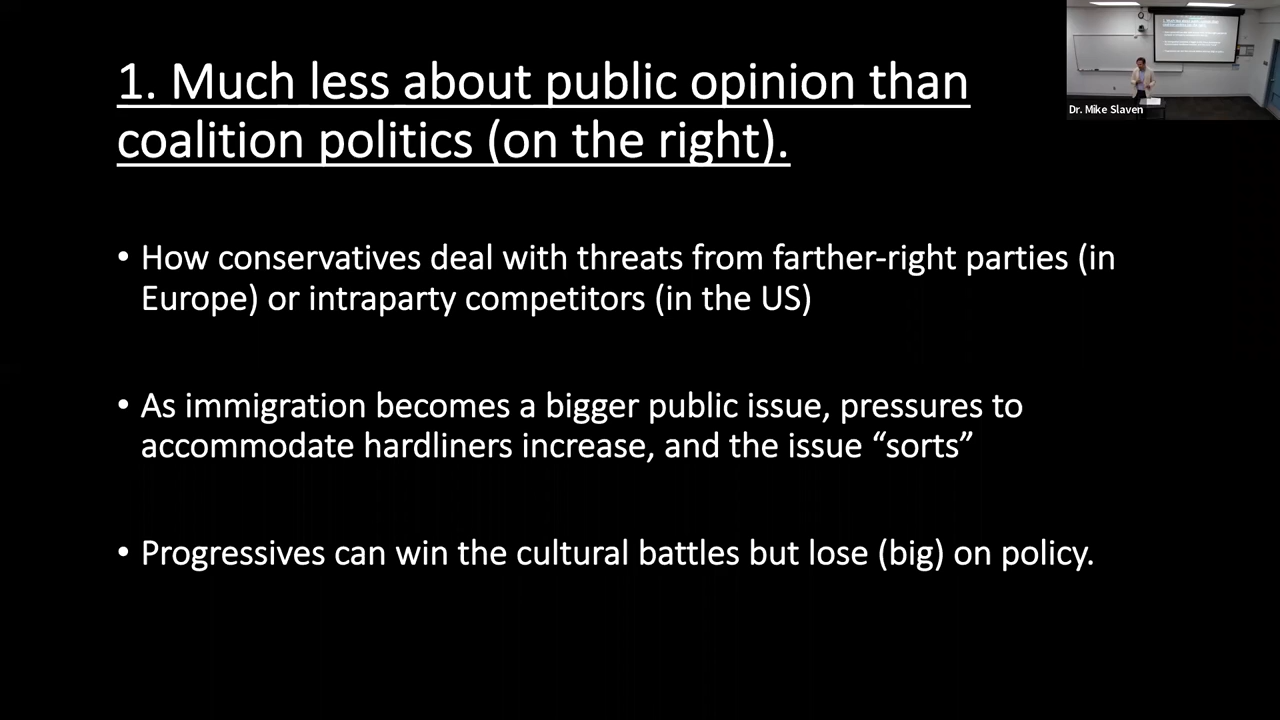 1. Much less about public opinion than
coalition politics (on the right).
• How conservatives deal with threats from farther-right parties (in
Europe) or intraparty competitors (in the US)
• As immigration becomes a bigger public issue, pressures to
accommodate hardliners increase, and the issue “sorts”
• Progressives can win the cultural battles but lose (big) on policy.
Dr. Mike Slaven